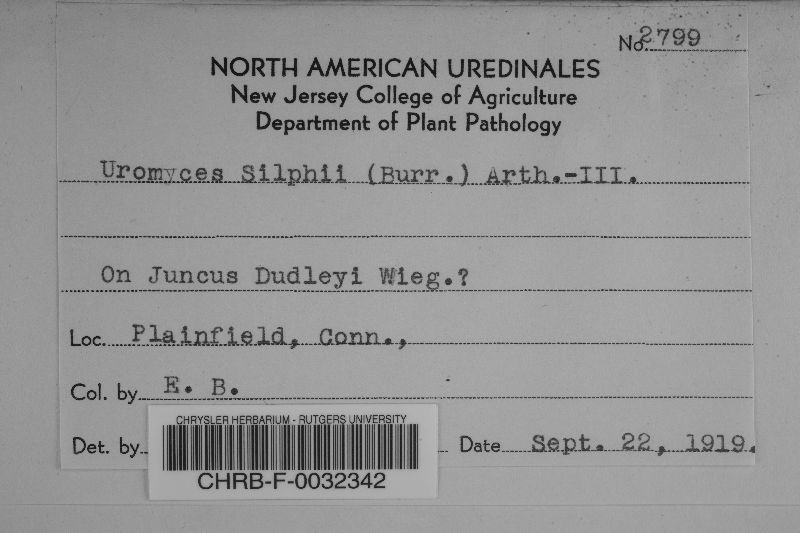 No. 2799
NORTH AMERICAN UREDINALES
New Jersey College of Agriculture
Department of Plant Pathology
Uromyces Silphii (Burr.) Arth.-III.
On Juncus Dudleyi Wieg.?
Loc. Plainfield, Conn.,
Col. by E. B.
Det. by Date Sept. 22, 1919.
CHRYSLER HERBARIUM - RUTGERS UNIVERSITY
CHRB-F-0032342